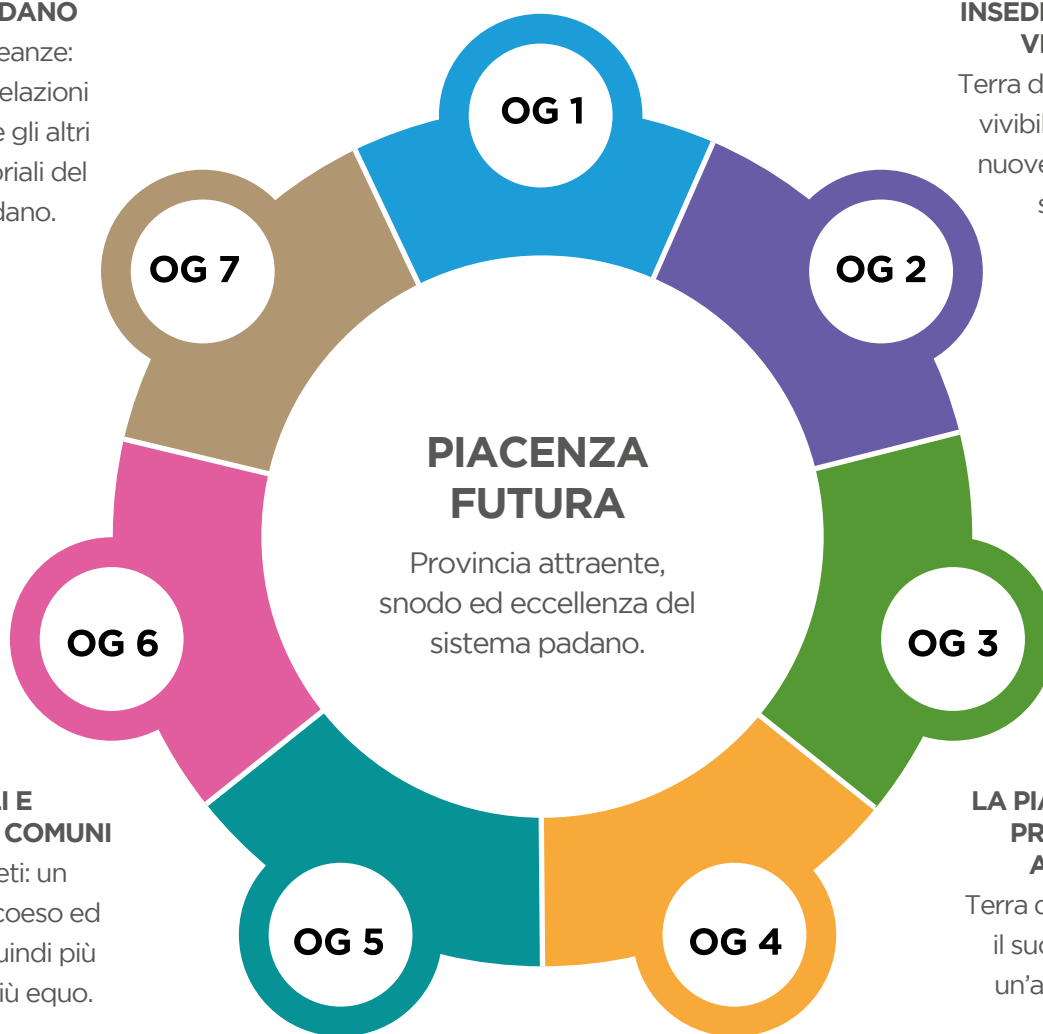 DANO
eanze:
elazioni
e gli altri
oriali del
dano.
INSEDI
VI
Terra d
vivibil
nuove
s
OG 1
OG 7
OG 2
PIACENZA
FUTURA
Provincia attraente,
snodo ed eccellenza del
sistema padano.
OG 6
OG 3
LI E
COMUNI
eti: un
coeso ed
uindi più
iù equo.
LA PIA
PR
A
Terra d
il suo
un'a
OG 5
OG 4